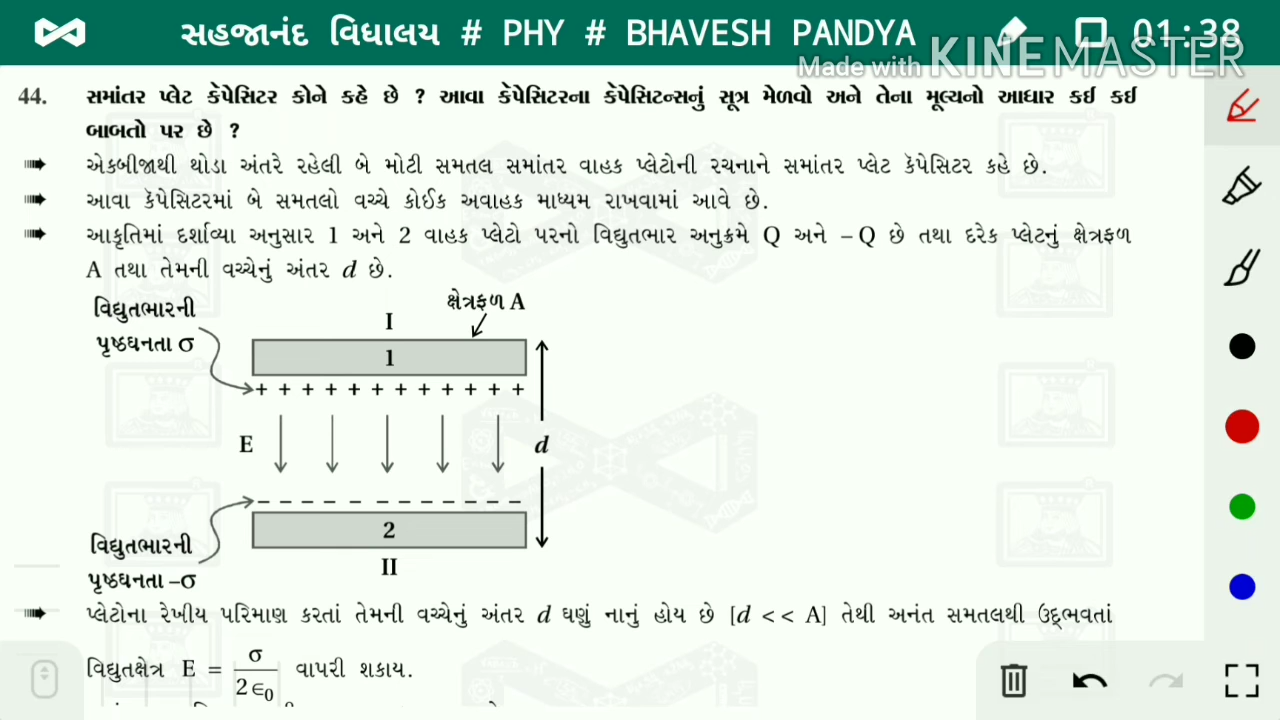 સહજાનંદ વિધાલય # PHY # BHAVESH PANDYA 01:38
Made with KINEMASTER
44. સમાંતર પ્લેટ કૅપેસિટર કોને કહે છે ? આવા કૅપેસિટરના કૅપેસિટન્સનું સૂત્ર મેળવો અને તેના મૂલ્યનો આધાર કઈ કઈ
બાબતો પર છે ?
એકબીજાથી થોડા અંતરે રહેલી બે મોટી સમતલ સમાંતર વાહક પ્લેટોની રચનાને સમાંતર પ્લેટ કૅપેસિટર કહે છે.
આવા કૅપેસિટરમાં બે સમતલો વચ્ચે કોઈક અવાહક માધ્યમ રાખવામાં આવે છે.
આકૃતિમાં દર્શાવ્યા અનુસાર 1 અને 2 વાહક પ્લેટો પરનો વિદ્યુતભાર અનુક્રમે Q અને – Q છે તથા દરેક પ્લેટનું ક્ષેત્રફળ
A તથા તેમની વચ્ચેનું અંતર d છે.
વિદ્યુતભારની
પૃષ્ઠઘનતા σ
ક્ષેત્રફળ A
I
1
+ + + + + + + + + + + +
E
d
– – – – – – – – – – – –
2
II
વિદ્યુતભારની
પૃષ્ઠઘનતા –σ
પ્લેટોના રેખીય પરિમાણ કરતાં તેમની વચ્ચેનું અંતર d ઘણું નાનું હોય છે [d << A] તેથી અનંત સમતલથી ઉદ્દ્ભવતાં
વિદ્યુતક્ષેત્ર E = σ / 2∈₀ વાપરી શકાય.